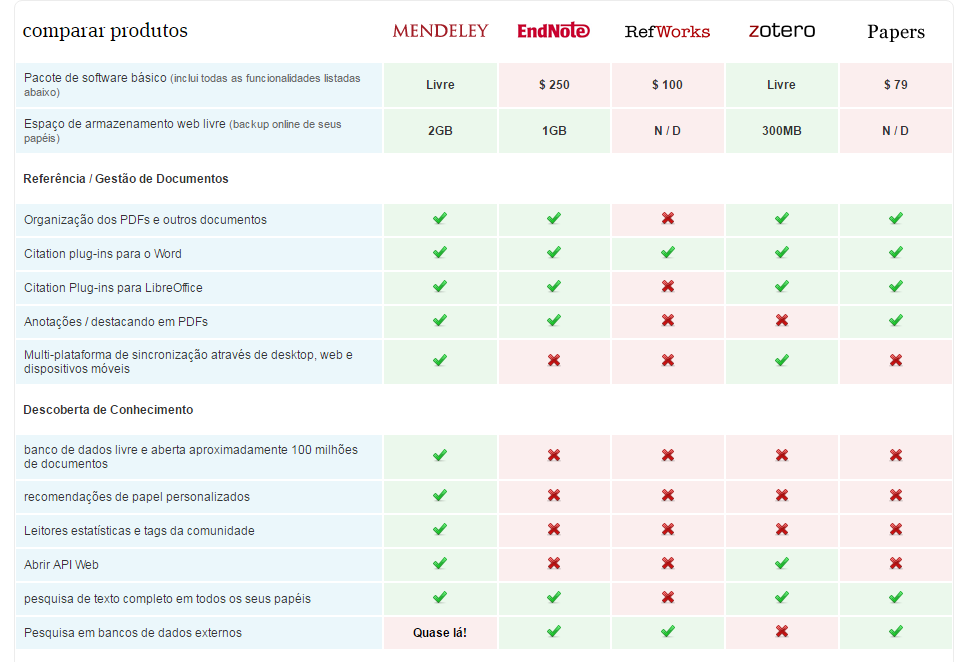 comparar produtos MENDELEY EndNote RefWorks zotero Papers
Pacote de software básico (inclui todas as funcionalidades listadas
abaixo)
Livre $ 250 $ 100 Livre $ 79
Espaço de armazenamento web livre (backup online de seus
papéis)
2GB 1GB N / D 300MB N / D
Referência / Gestão de Documentos
Organização dos PDFs e outros documentos
Citation plug-ins para o Word
Citation Plug-ins para LibreOffice
Anotações / destacando em PDFs
Multi-plataforma de sincronização através de desktop, web e
dispositivos móveis
Descoberta de Conhecimento
banco de dados livre e aberta aproximadamente 100 milhões
de documentos
recomendações de papel personalizados
Leitores estatísticas e tags da comunidade
Abrir API Web
pesquisa de texto completo em todos os seus papéis
Pesquisa em bancos de dados externos Quase lá!